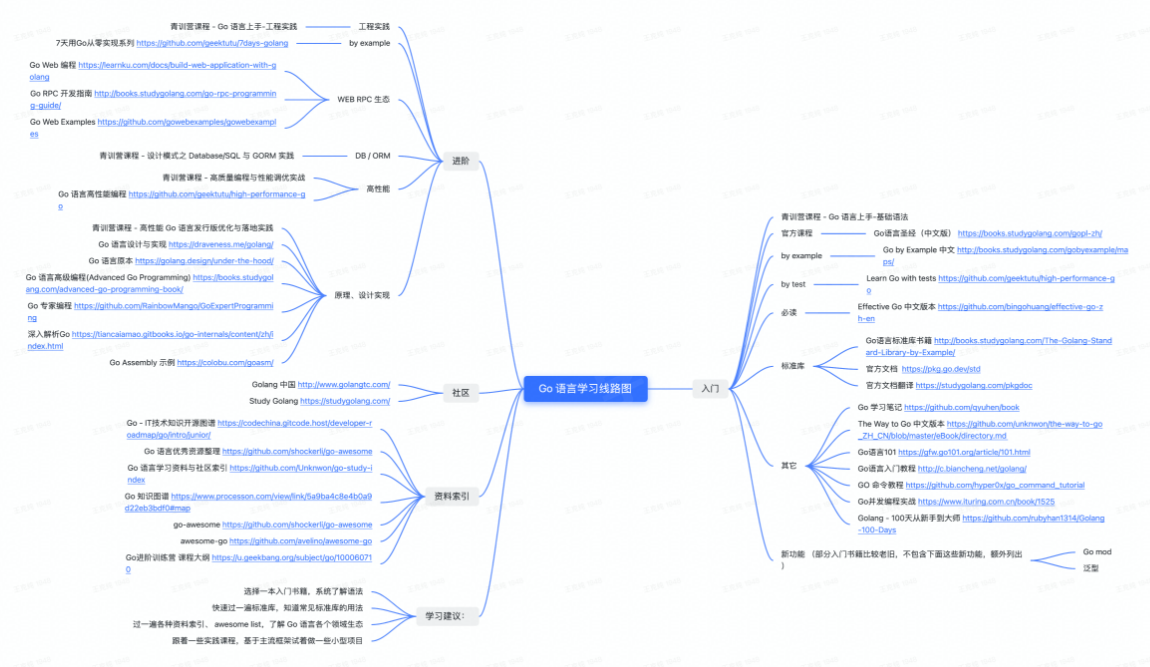 青训营课程 - Go 语言上手-工程实践
工程实践
7天用Go从零实现系列 https://github.com/geektutu/7days-golang
by example
Go Web 编程 https://learnku.com/docs/build-web-application-with-g
olang
Go RPC 开发指南 http://books.studygolang.com/go-rpc-programmin
g-guide/
Go Web Examples https://github.com/gowebexamples/gowebexampl
es
WEB RPC 生态
青训营课程 - 设计模式之 Database/SQL 与 GORM 实践
DB / ORM
青训营课程 - 高质量编程与性能调优实战
Go 语言高性能编程 https://github.com/geektutu/high-performance-g
o
高性能
进阶
青训营课程 - 高性能 Go 语言发行版优化与落地实践
Go 语言设计与实现 https://draveness.me/golang/
Go 语言原本 https://golang.design/under-the-hood/
Go 语言高级编程(Advanced Go Programming) https://books.studygol
ang.com/advanced-go-programming-book/
Go 专家编程 https://github.com/RainbowMango/GoExpertProgrammi
ng
深入解析Go https://tiancaiamao.gitbooks.io/go-internals/content/zh/i
ndex.html
Go Assembly 示例 https://colobu.com/goasm/
原理、设计实现
Golang 中国 http://www.golangtc.com/
Study Golang https://studygolang.com/
社区
Go - IT技术知识开源图谱 https://codechina.gitcode.host/developer-r
oadmap/go/intro/junior/
Go 语言优秀资源整理 https://github.com/shockerli/go-awesome
Go 语言学习资料与社区索引 https://github.com/Unknwon/go-study-i
ndex
Go 知识图谱 https://www.processon.com/view/link/5a9ba4c8e4b0a9
d22eb3bdf0#map
go-awesome https://github.com/shockerli/go-awesome
awesome-go https://github.com/avelino/awesome-go
Go进阶训练营 课程大纲 https://u.geekbang.org/subject/go/10006071
0
资料索引
选择一本入门书籍，系统了解语法
快速过一遍标准库，知道常见标准库的用法
过一遍各种资料索引、 awesome list，了解 Go 语言各个领域生态
跟着一些实践课程，基于主流框架试着做一些小型项目
学习建议：
Go 语言学习线路图
入门
青训营课程 - Go 语言上手-基础语法
官方课程
Go语言圣经（中文版） https://books.studygolang.com/gopl-zh/
by example
Go by Example 中文 http://books.studygolang.com/gobyexample/ma
ps/
by test
Learn Go with tests https://github.com/geektutu/high-performance-g
o
必读
Effective Go 中文版本 https://github.com/bingohuang/effective-go-z
h-en
标准库
Go语言标准库书籍 http://books.studygolang.com/The-Golang-Stand
ard-Library-by-Example/
官方文档 https://pkg.go.dev/std
官方文档翻译 https://studygolang.com/pkgdoc
其它
Go 学习笔记 https://github.com/qyuhen/book
The Way to Go 中文版本 https://github.com/unknwon/the-way-to-go
_ZH_CN/blob/master/eBook/directory.md
Go语言101 https://gfw.go101.org/article/101.html
Go语言入门教程 http://c.biancheng.net/golang/
GO 命令教程 https://github.com/hyper0x/go_command_tutorial
Go并发编程实战 https://www.ituring.com.cn/book/1525
Golang - 100天从新手到大师 https://github.com/rubyhan1314/Golang
-100-Days
新功能 （部分入门书籍比较老旧，不包含下面这些新功能，额外列出
）
Go mod
泛型